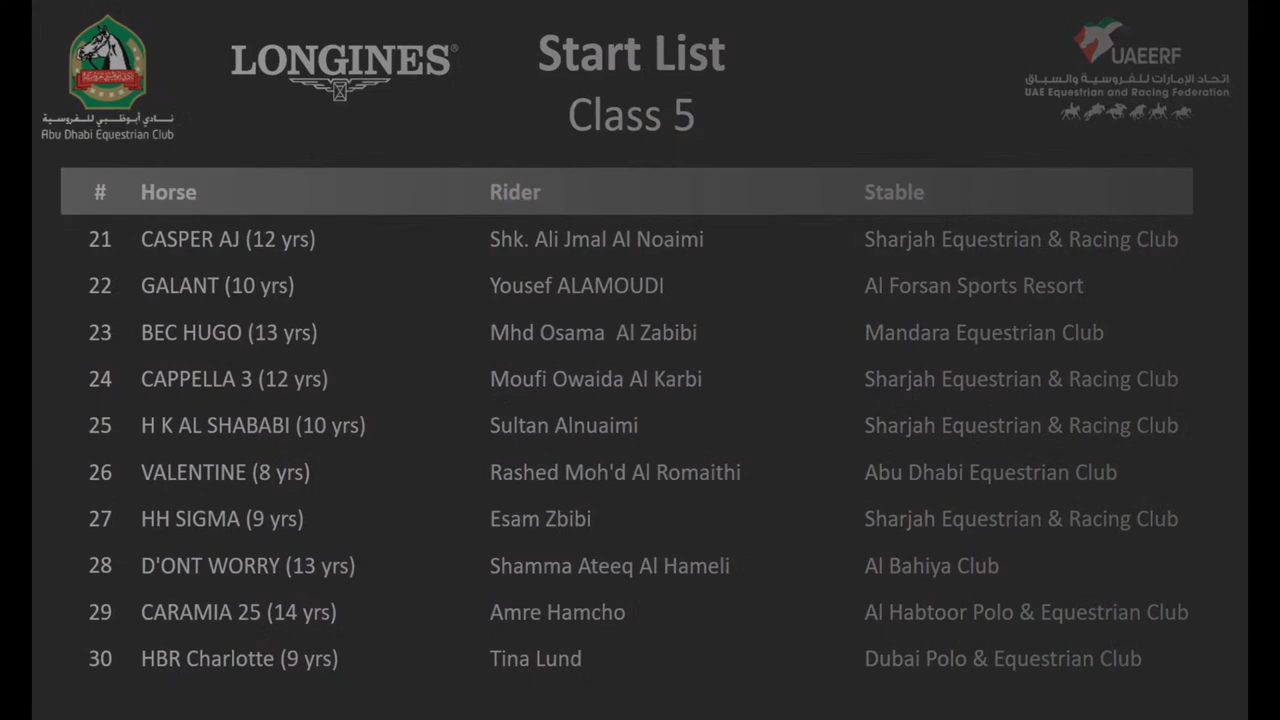 Start List
Class 5
LONGINES
نادي أبوظبي للفروسية
Abu Dhabi Equestrian Club
UAEERF
اتحاد الإمارات للفروسية والسباق
UAE Equestrian and Racing Federation
# Horse Rider Stable
21 CASPER AJ (12 yrs) Shk. Ali Jmal Al Noaimi Sharjah Equestrian & Racing Club
22 GALANT (10 yrs) Yousef ALAMOUDI Al Forsan Sports Resort
23 BEC HUGO (13 yrs) Mhd Osama  Al Zabibi Mandara Equestrian Club
24 CAPPELLA 3 (12 yrs) Moufi Owaida Al Karbi Sharjah Equestrian & Racing Club
25 H K AL SHABABI (10 yrs) Sultan Alnuaimi Sharjah Equestrian & Racing Club
26 VALENTINE (8 yrs) Rashed Moh'd Al Romaithi Abu Dhabi Equestrian Club
27 HH SIGMA (9 yrs) Esam Zbibi Sharjah Equestrian & Racing Club
28 D'ONT WORRY (13 yrs) Shamma Ateeq Al Hameli Al Bahiya Club
29 CARAMIA 25 (14 yrs) Amre Hamcho Al Habtoor Polo & Equestrian Club
30 HBR Charlotte (9 yrs) Tina Lund Dubai Polo & Equestrian Club